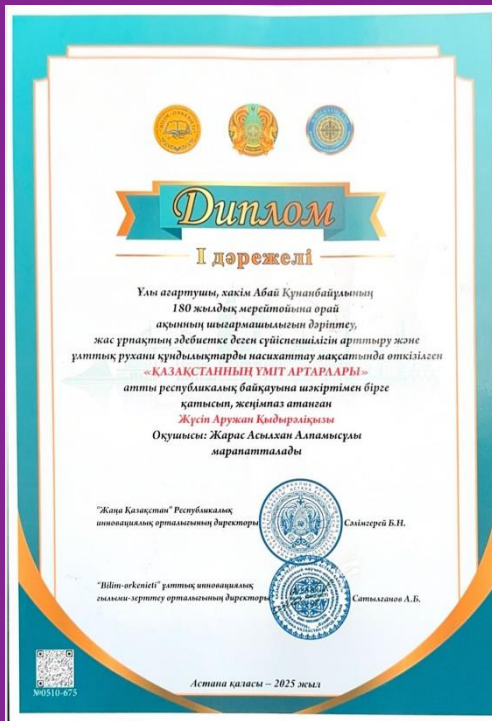 Диплом
I дәрежелі
Ұлы ағартушы, хакім Абай Құнанбайұлының
180 жылдық мерейтойына орай
ақынның шығармашылығын дәріптеу,
жас ұрпақтың әдебиетке деген сүйіспеншілігін арттыру және
ұлттық рухани құндылықтарды насихаттау мақсатында өткізілген
«ҚАЗАҚСТАННЫҢ ҮМІТ АРТАРЛАРЫ»
атты республикалық байқауына шәкіртімен бірге
қатысып, жеңімпаз атанған
Жүсіп Аружан Қыдырәліқызы
Оқушысы: Жарас Асылхан Алпамысұлы
марапатталады
"Жаңа Қазақстан" Республикалық
инновациялық орталығының директоры
Сәлімгерей Б.Н.
"Bilim-orkenieti" ұлттық инновациялық
ғылыми-зерттеу орталығының директоры
Сатылганов А.Б.
№0510-675
Астана қаласы – 2025 жыл